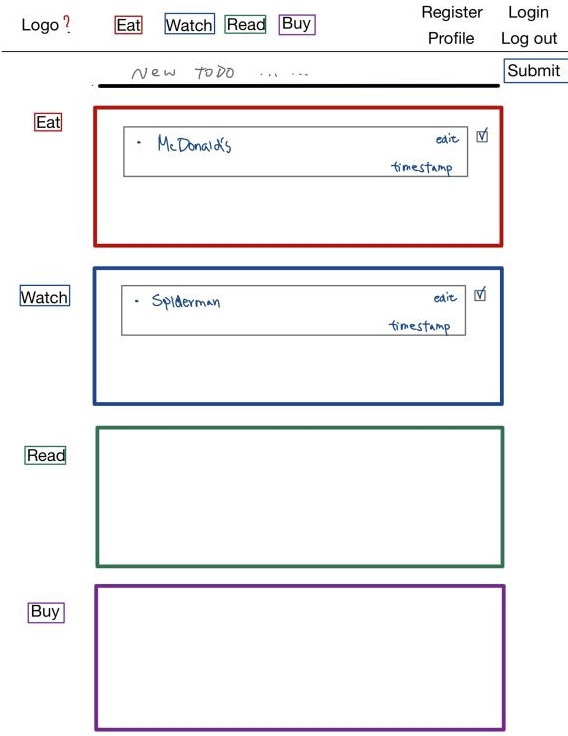 Logo ? Eat Watch Read Buy Register Login
Profile Log out
New TODO ... ... Submit
Eat
· McDonald's edit
timestamp
Watch
· Spiderman edit
timestamp
Read
Buy